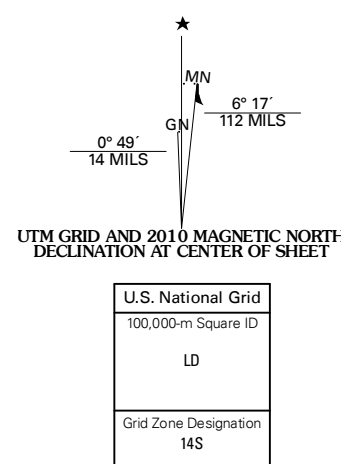 MN
6° 17´
112 MILS
GN
0° 49´
14 MILS
UTM GRID AND 2010 MAGNETIC NORTH
DECLINATION AT CENTER OF SHEET
U.S. National Grid
100,000-m Square ID
LD
Grid Zone Designation
14S